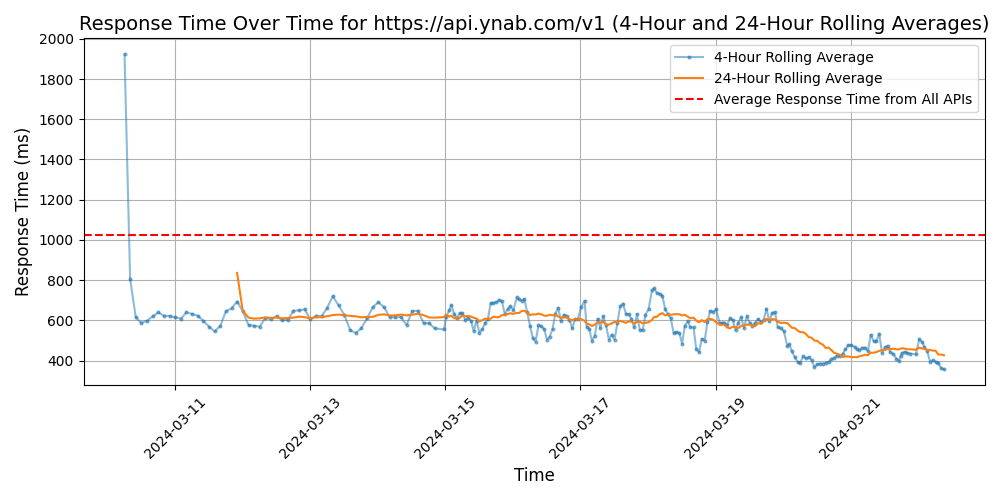 Response Time Over Time for https://api.ynab.com/v1 (4-Hour and 24-Hour Rolling Averages)
4-Hour Rolling Average
24-Hour Rolling Average
Average Response Time from All APIs
Response Time (ms)
2000
1800
1600
1400
1200
1000
800
600
400
2024-03-11
2024-03-13
2024-03-15
2024-03-17
2024-03-19
2024-03-21
Time